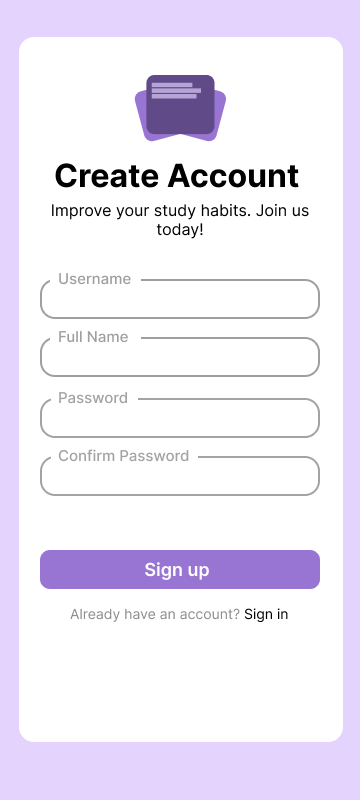 Create Account
Improve your study habits. Join us
today!
Username
Full Name
Password
Confirm Password
Sign up
Already have an account? Sign in